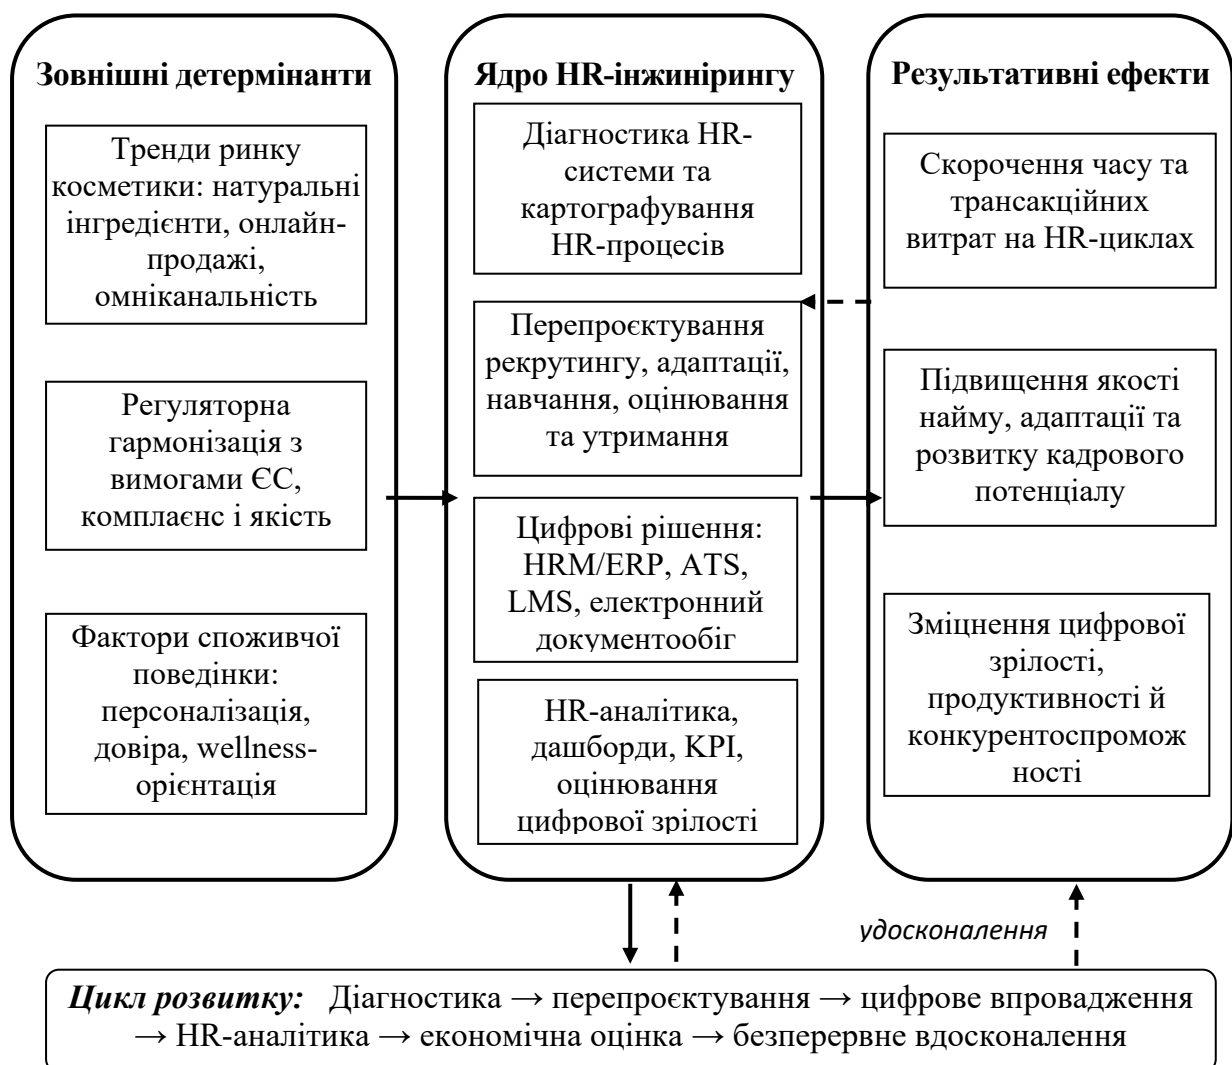 Зовнішні детермінанти
Тренди ринку
косметики: натуральні
інгредієнти, онлайн-
продажі,
омніканальність
Регуляторна
гармонізація з
вимогами ЄС,
комплаєнс і якість
Фактори споживчої
поведінки:
персоналізація,
довіра, wellness-
орієнтація
Ядро HR-інжинірингу
Діагностика HR-
системи та
картографування
HR-процесів
Перепроєктування
рекрутингу, адаптації,
навчання, оцінювання
та утримання
Цифрові рішення:
HRM/ERP, ATS,
LMS, електронний
документообіг
HR-аналітика,
дашборди, KPI,
оцінювання
цифрової зрілості
Результативні ефекти
Скорочення часу та
трансакційних
витрат на HR-циклах
Підвищення якості
найму, адаптації та
розвитку кадрового
потенціалу
Зміцнення цифрової
зрілості,
продуктивності й
конкурентоспромож
ності
удосконалення
Цикл розвитку: Діагностика → перепроєктування → цифрове впровадження
→ HR-аналітика → економічна оцінка → безперервне вдосконалення